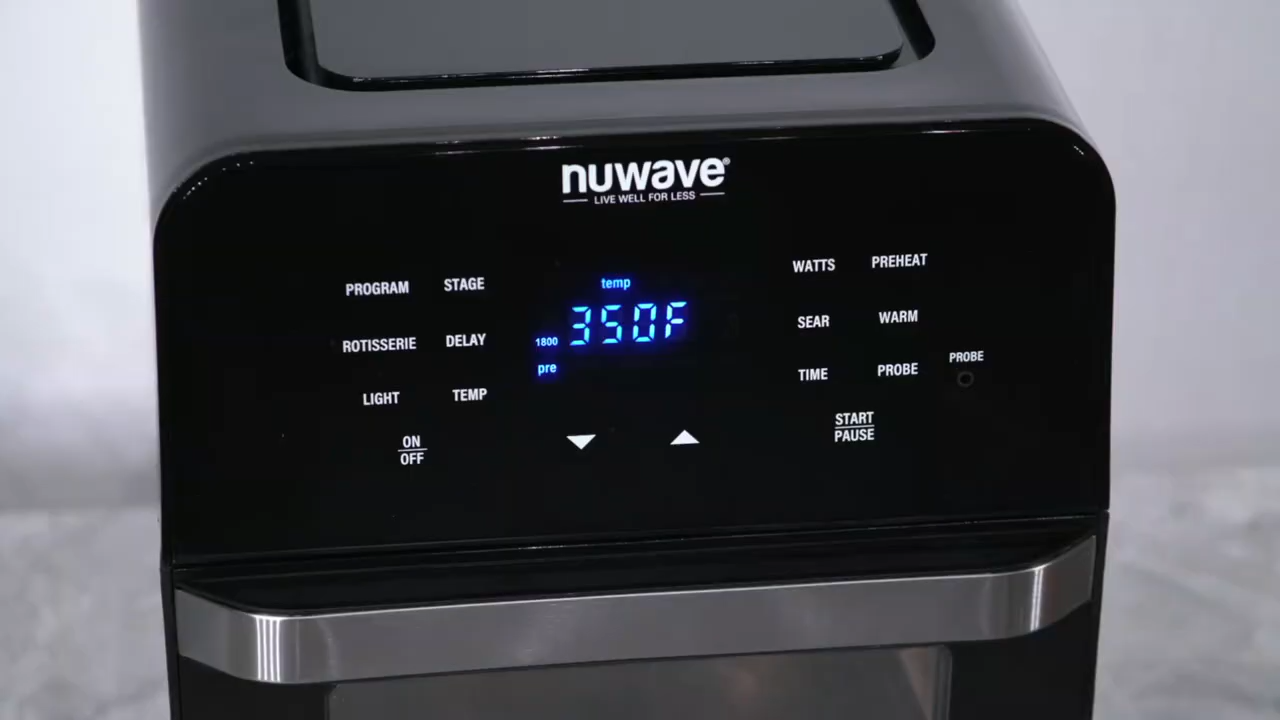 nuwave®
LIVE WELL FOR LESS
PROGRAM STAGE
ROTISSERIE DELAY
LIGHT TEMP
ON
OFF
temp
350F
1800
pre
WATTS PREHEAT
SEAR WARM
TIME PROBE
PROBE
START
PAUSE